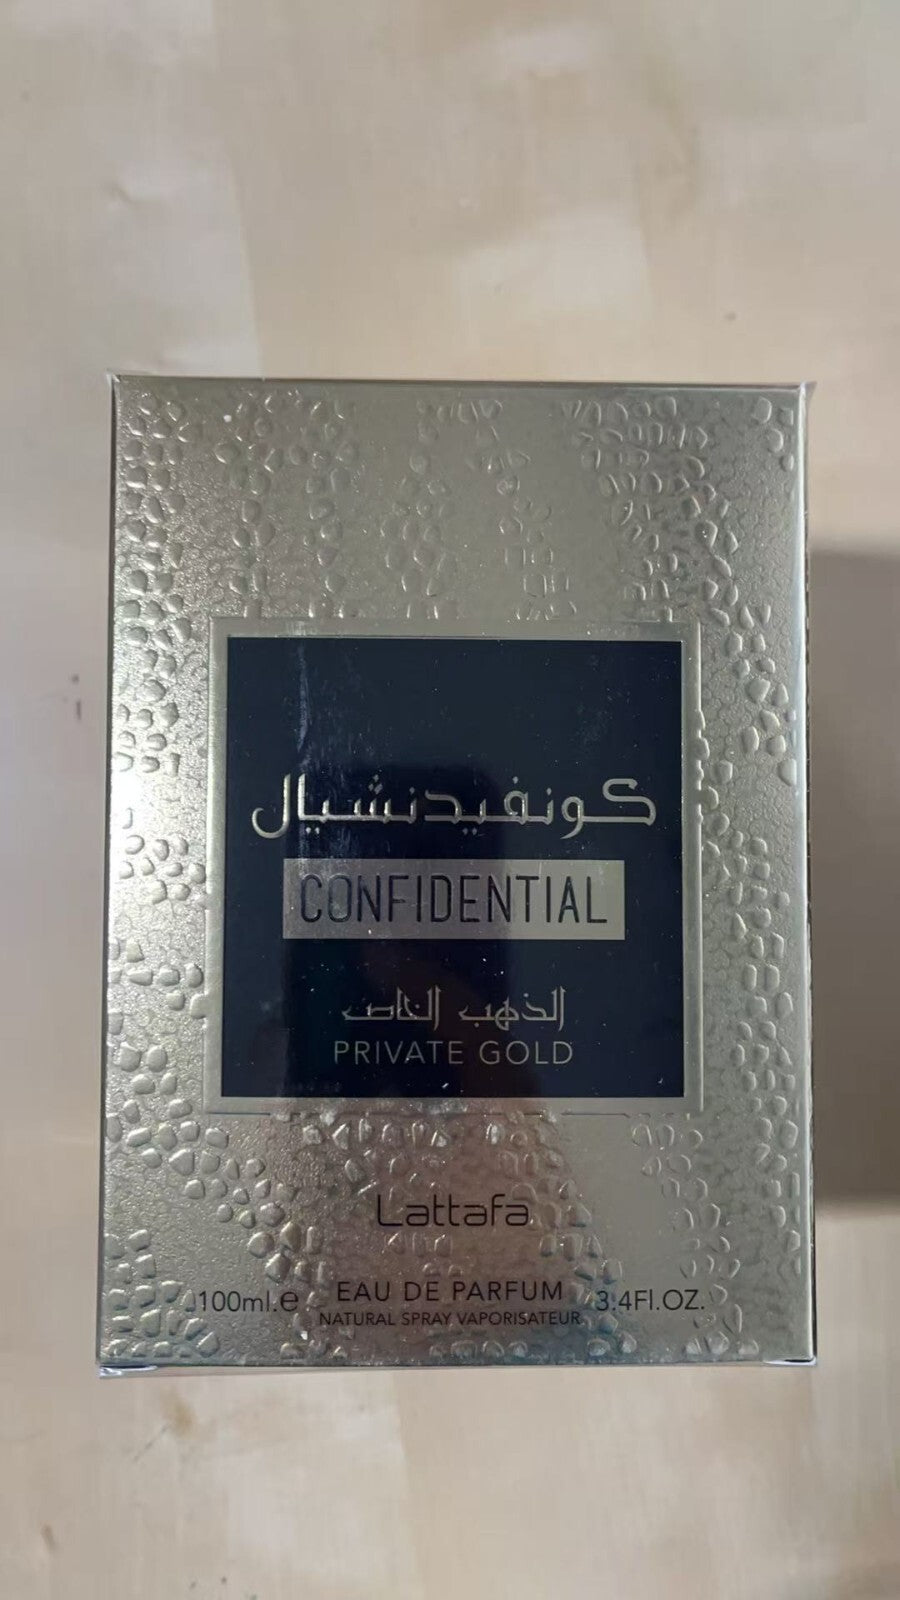 كونفيدنشيال
CONFIDENTIAL
الذهب الخاص
PRIVATE GOLD
Lattafa
100ml.e EAU DE PARFUM 3.4Fl.OZ.
NATURAL SPRAY VAPORISATEUR